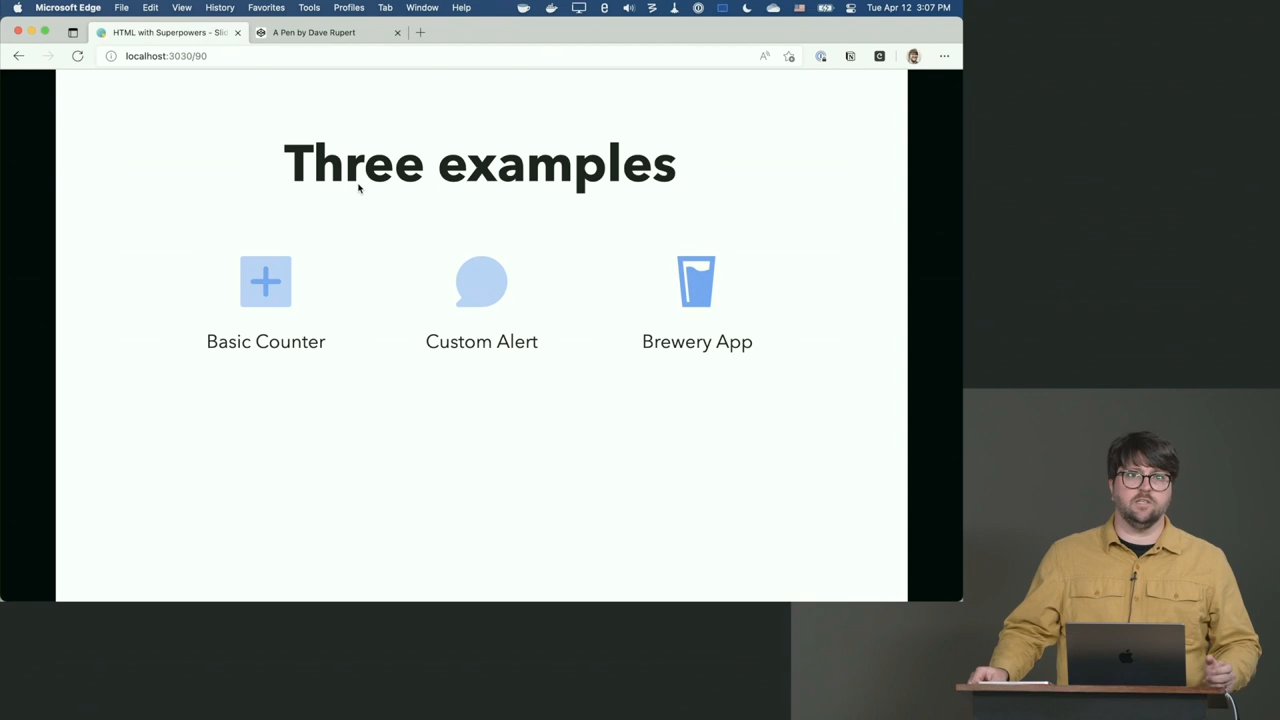 Microsoft Edge File Edit View History Favorites Tools Profiles Tab Window Help Tue Apr 12 3:07 PM
HTML with Superpowers - Slid
A Pen by Dave Rupert
localhost:3030/90
Three examples
Basic Counter
Custom Alert
Brewery App